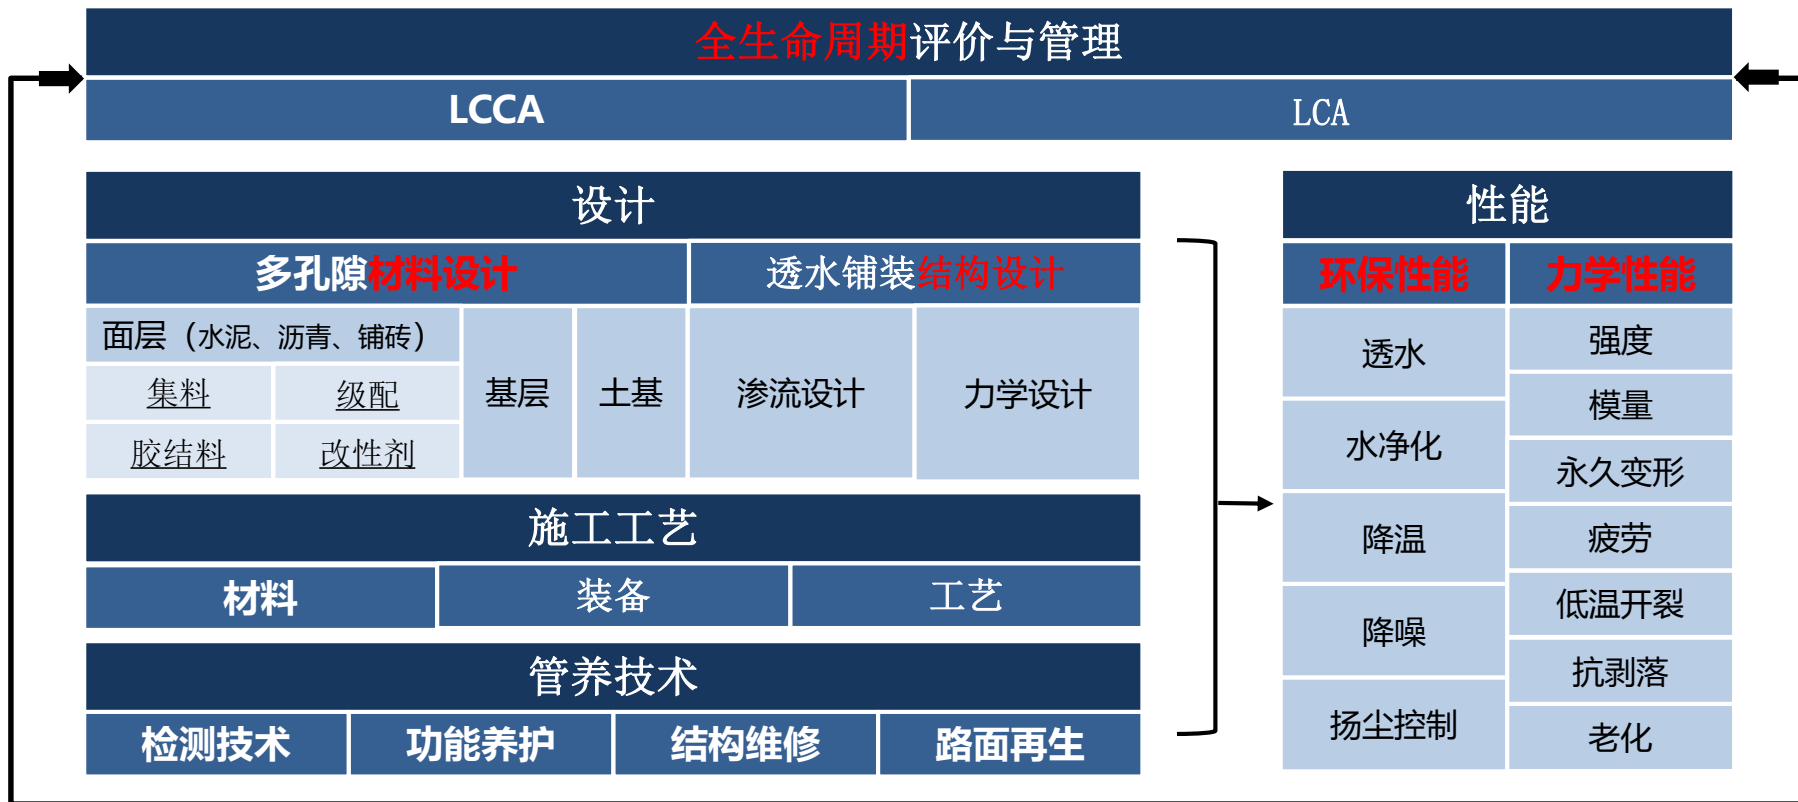 全生命周期评价与管理
LCCA
LCA
设计
多孔隙材料设计
透水铺装结构设计
面层（水泥、沥青、铺砖）
集料
级配
胶结料
改性剂
基层
土基
渗流设计
力学设计
施工工艺
材料
装备
工艺
管养技术
检测技术
功能养护
结构维修
路面再生
性能
环保性能
力学性能
透水
水净化
降温
降噪
扬尘控制
强度
模量
永久变形
疲劳
低温开裂
抗剥落
老化